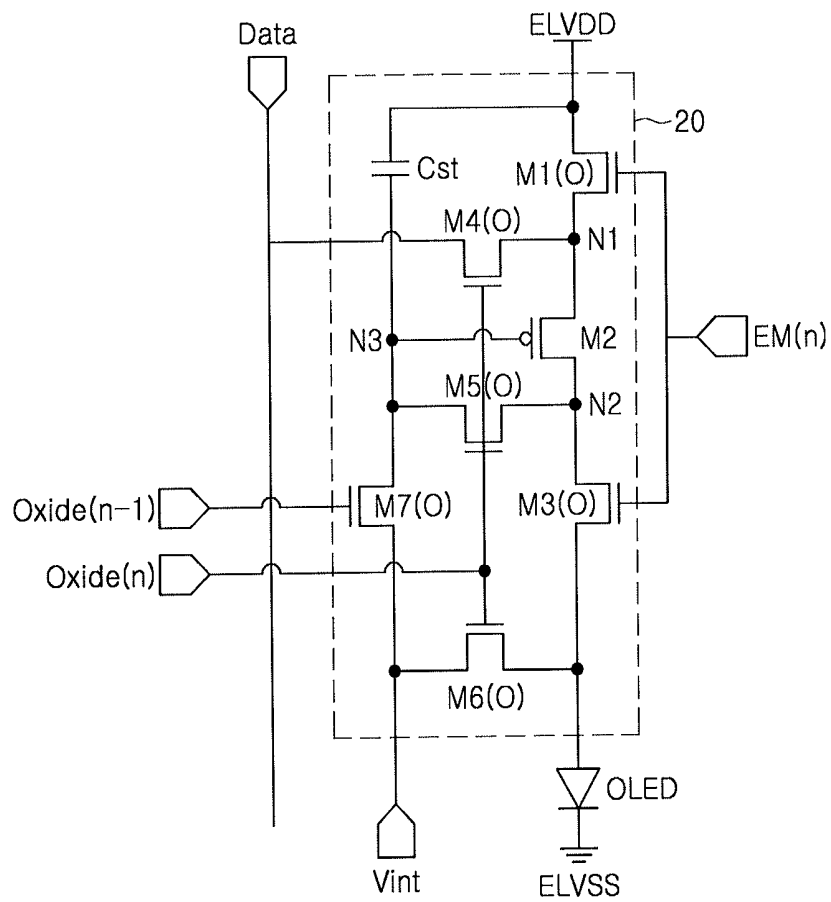 Data
ELVDD
20
Cst
M1(O)
M4(O)
N1
N3
M2
EM(n)
M5(O)
N2
Oxide(n-1)
M7(O)
M3(O)
Oxide(n)
M6(O)
OLED
Vint
ELVSS